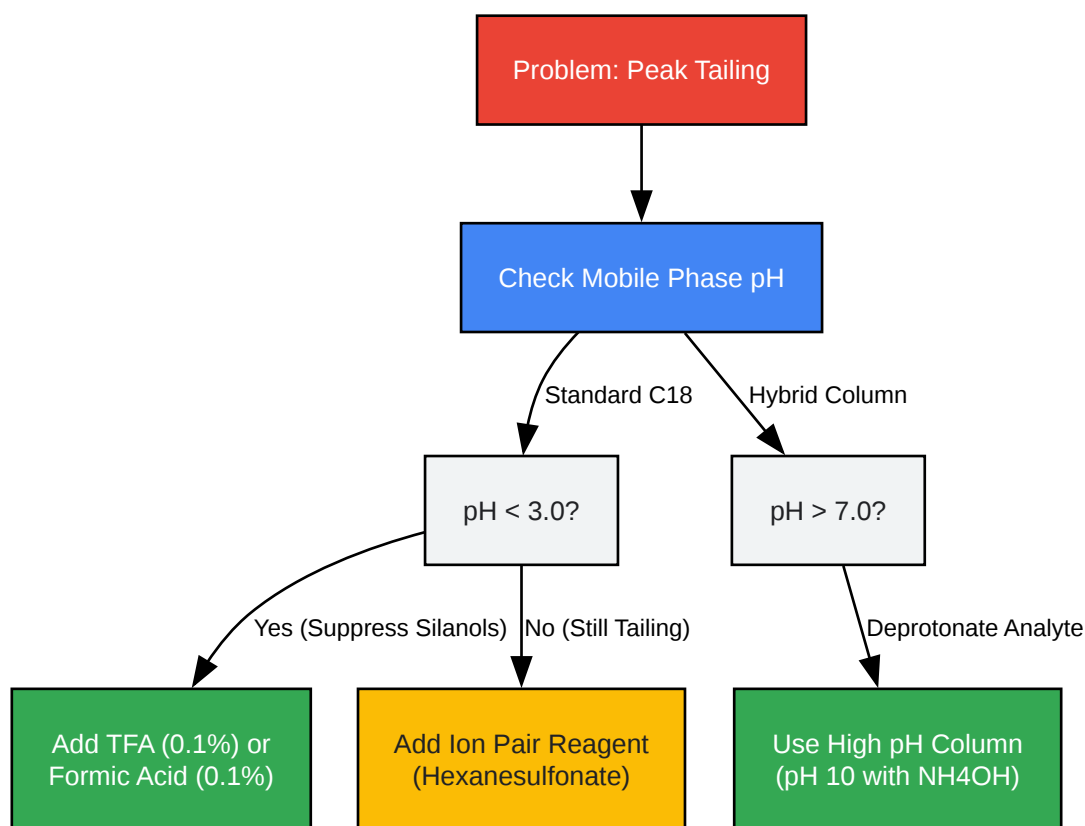 Problem: Peak Tailing
Check Mobile Phase pH
Standard C18
Hybrid Column
pH < 3.0?
pH > 7.0?
Yes (Suppress Silanols)
No (Still Tailing)
Deprotonate Analyte
Add TFA (0.1%) or
Formic Acid (0.1%)
Add Ion Pair Reagent
(Hexanesulfonate)
Use High pH Column
(pH 10 with NH4OH)